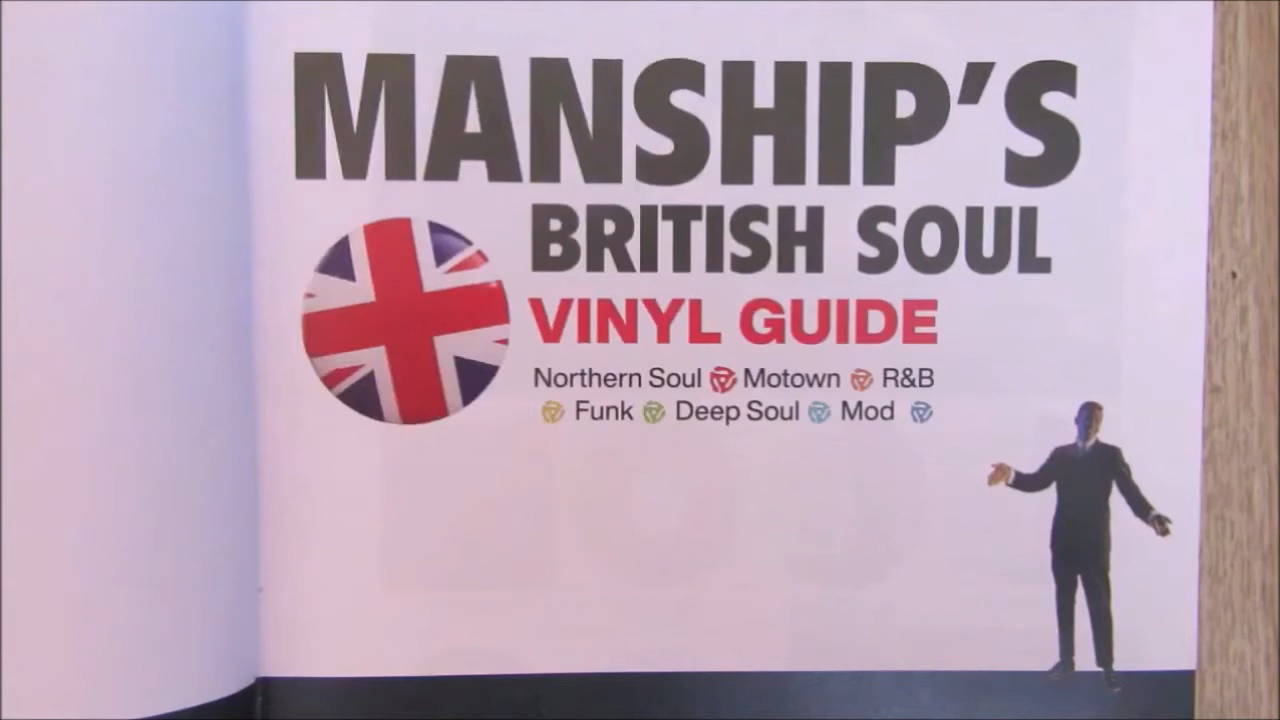 MANSHIP'S
BRITISH SOUL
VINYL GUIDE
Northern Soul Motown R&B
Funk Deep Soul Mod